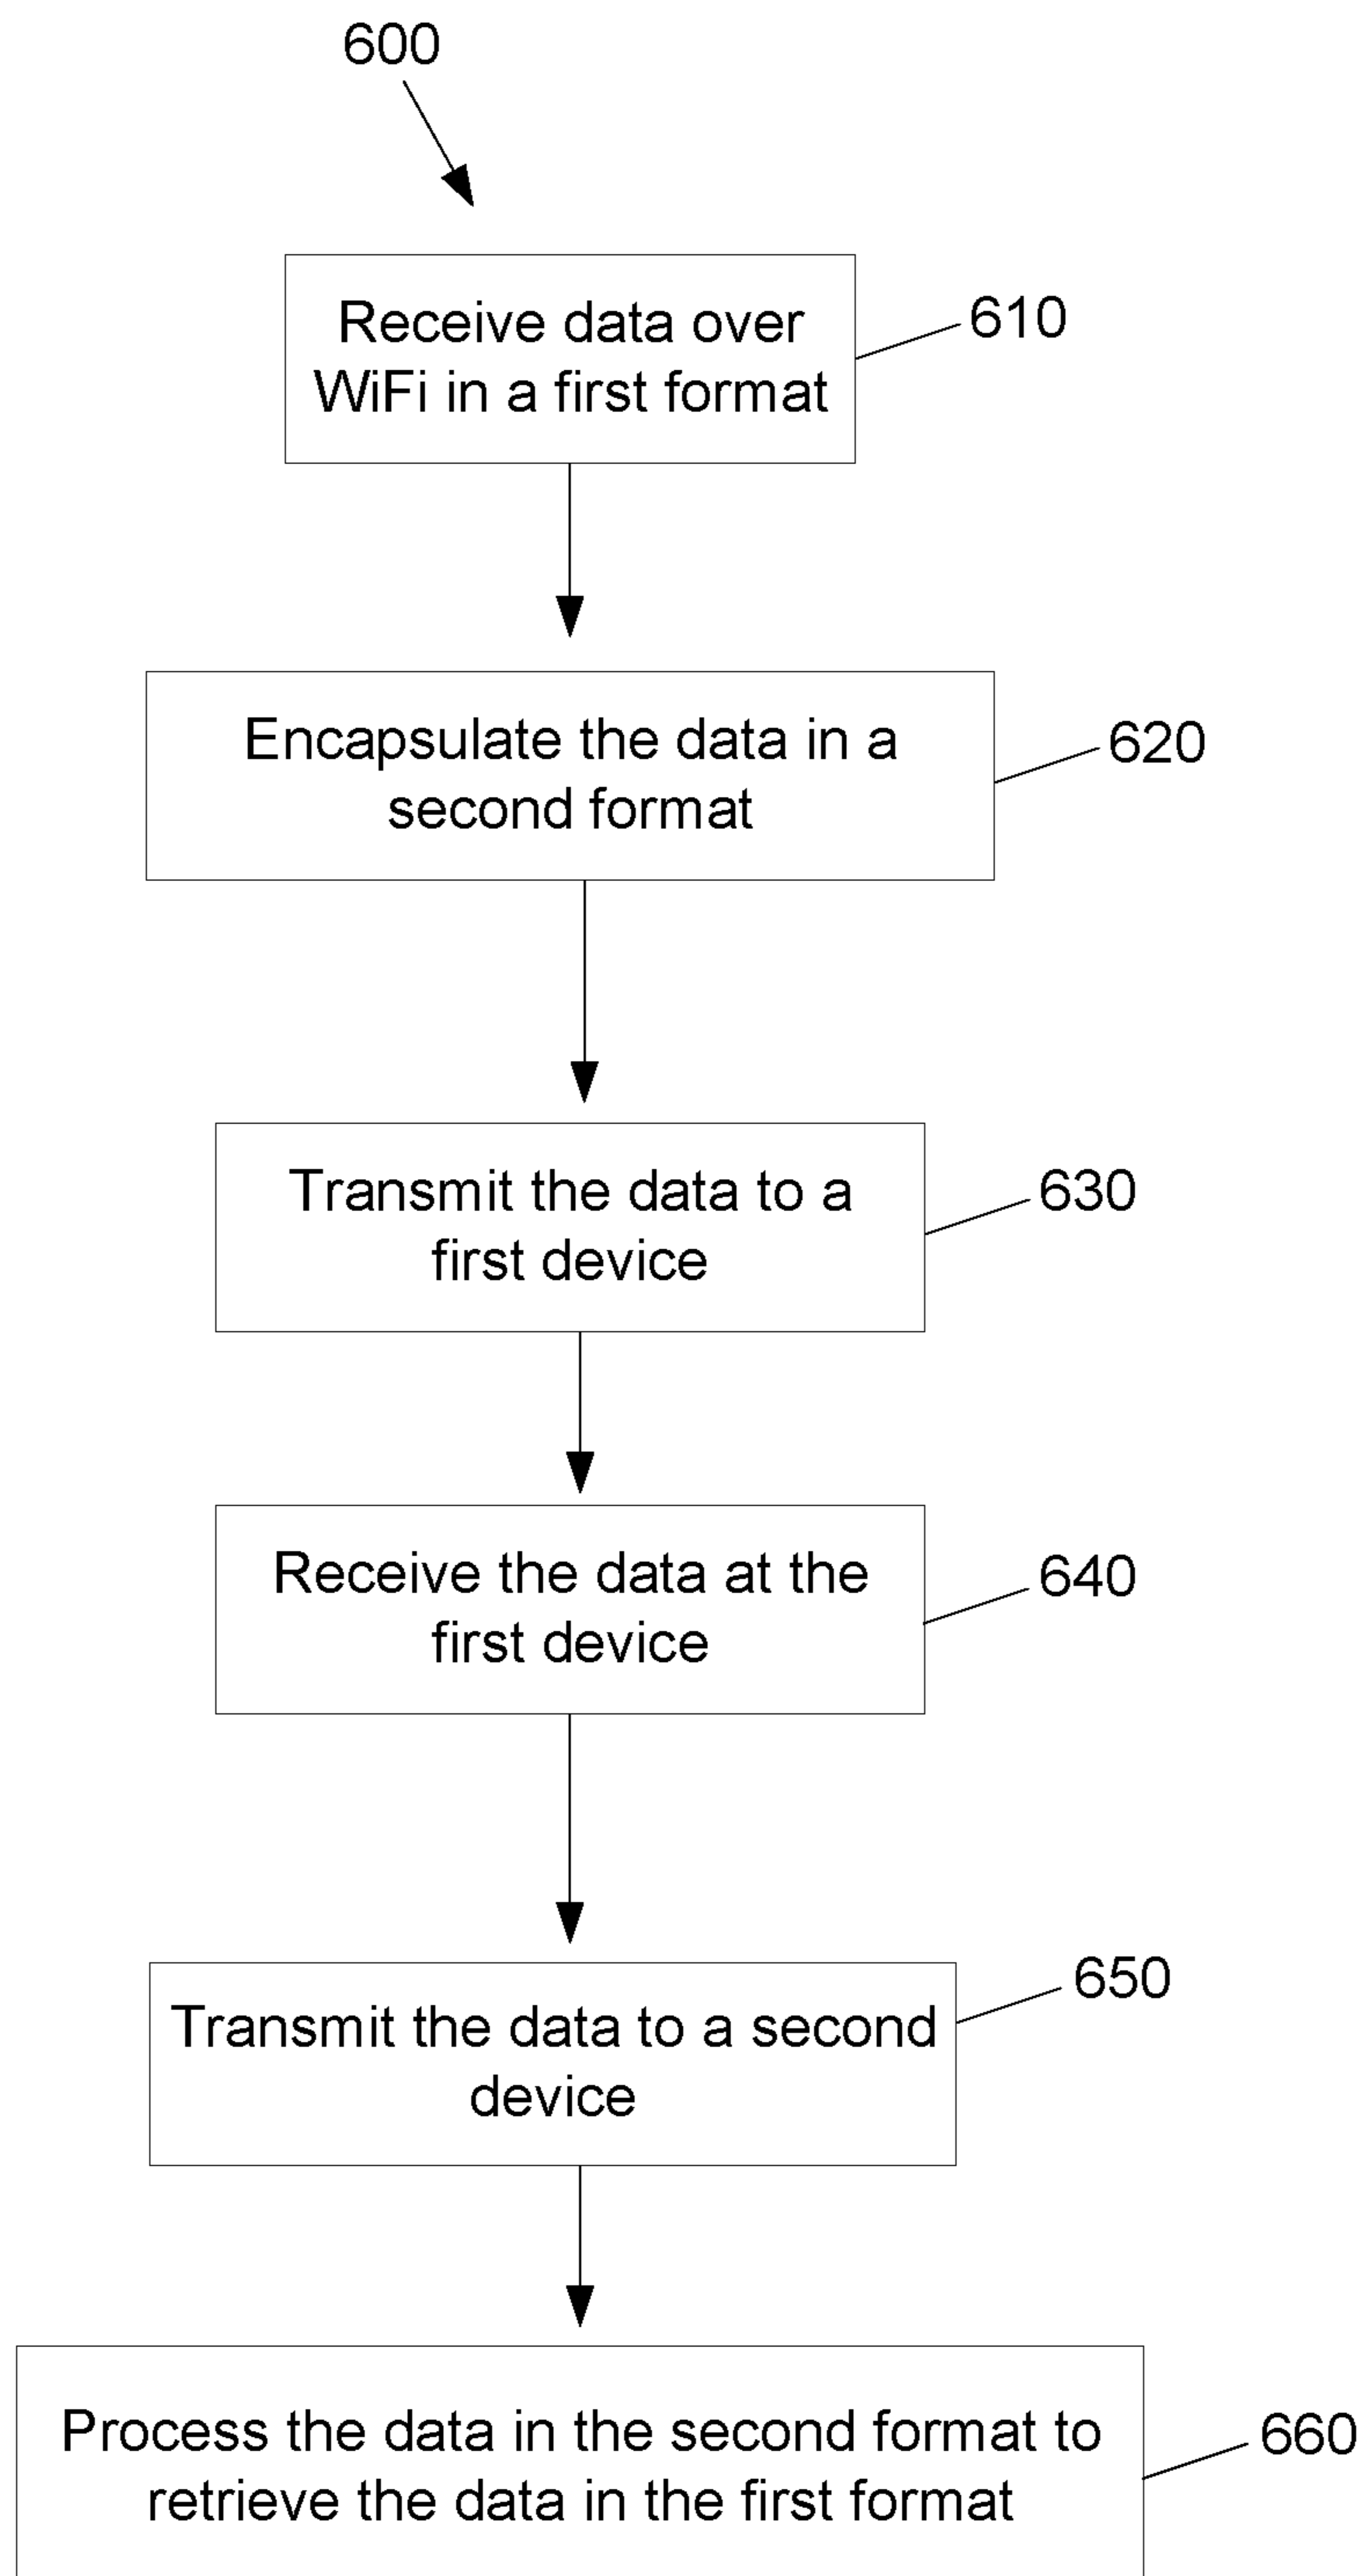 600
Receive data over
WiFi in a first format
610
Encapsulate the data in a
second format
620
Transmit the data to a
first device
630
Receive the data at the
first device
640
Transmit the data to a second
device
650
Process the data in the second format to
retrieve the data in the first format
660